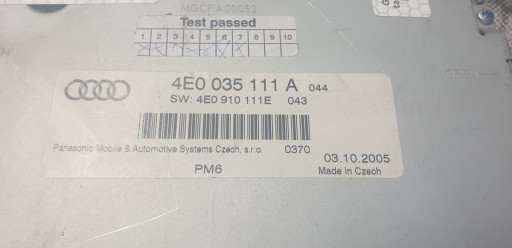 MGCFA00052
Test passed
1 2 3 4 5 6 7 8 9 10
4E0 035 111 A 044
SW: 4E0 910 111E 043
Panasonic Mobile & Automotive Systems Czech, s.r.o. 0370
03.10.2005
PM6
Made in Czech